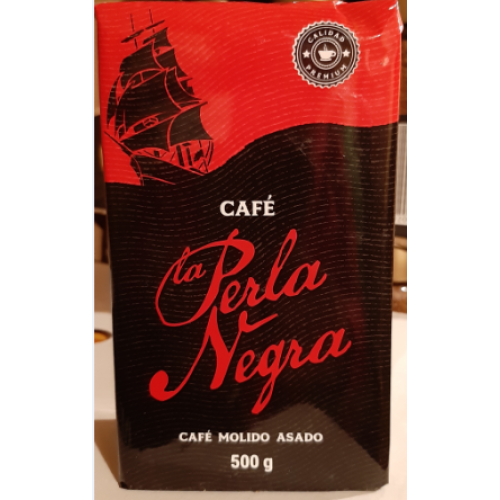 CALIDAD
PREMIUM
CAFÉ
la Perla
Negra
CAFÉ MOLIDO ASADO
500 g